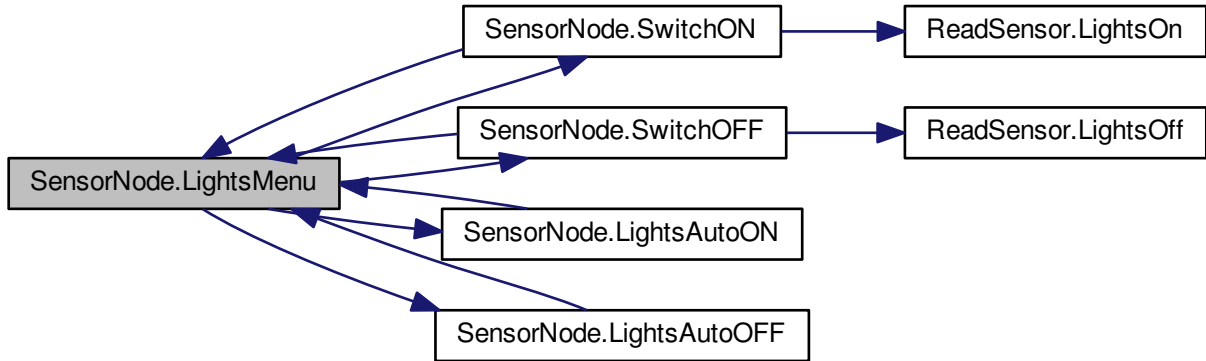 SensorNode.SwitchON
ReadSensor.LightsOn
SensorNode.SwitchOFF
ReadSensor.LightsOff
SensorNode.LightsMenu
SensorNode.LightsAutoON
SensorNode.LightsAutoOFF